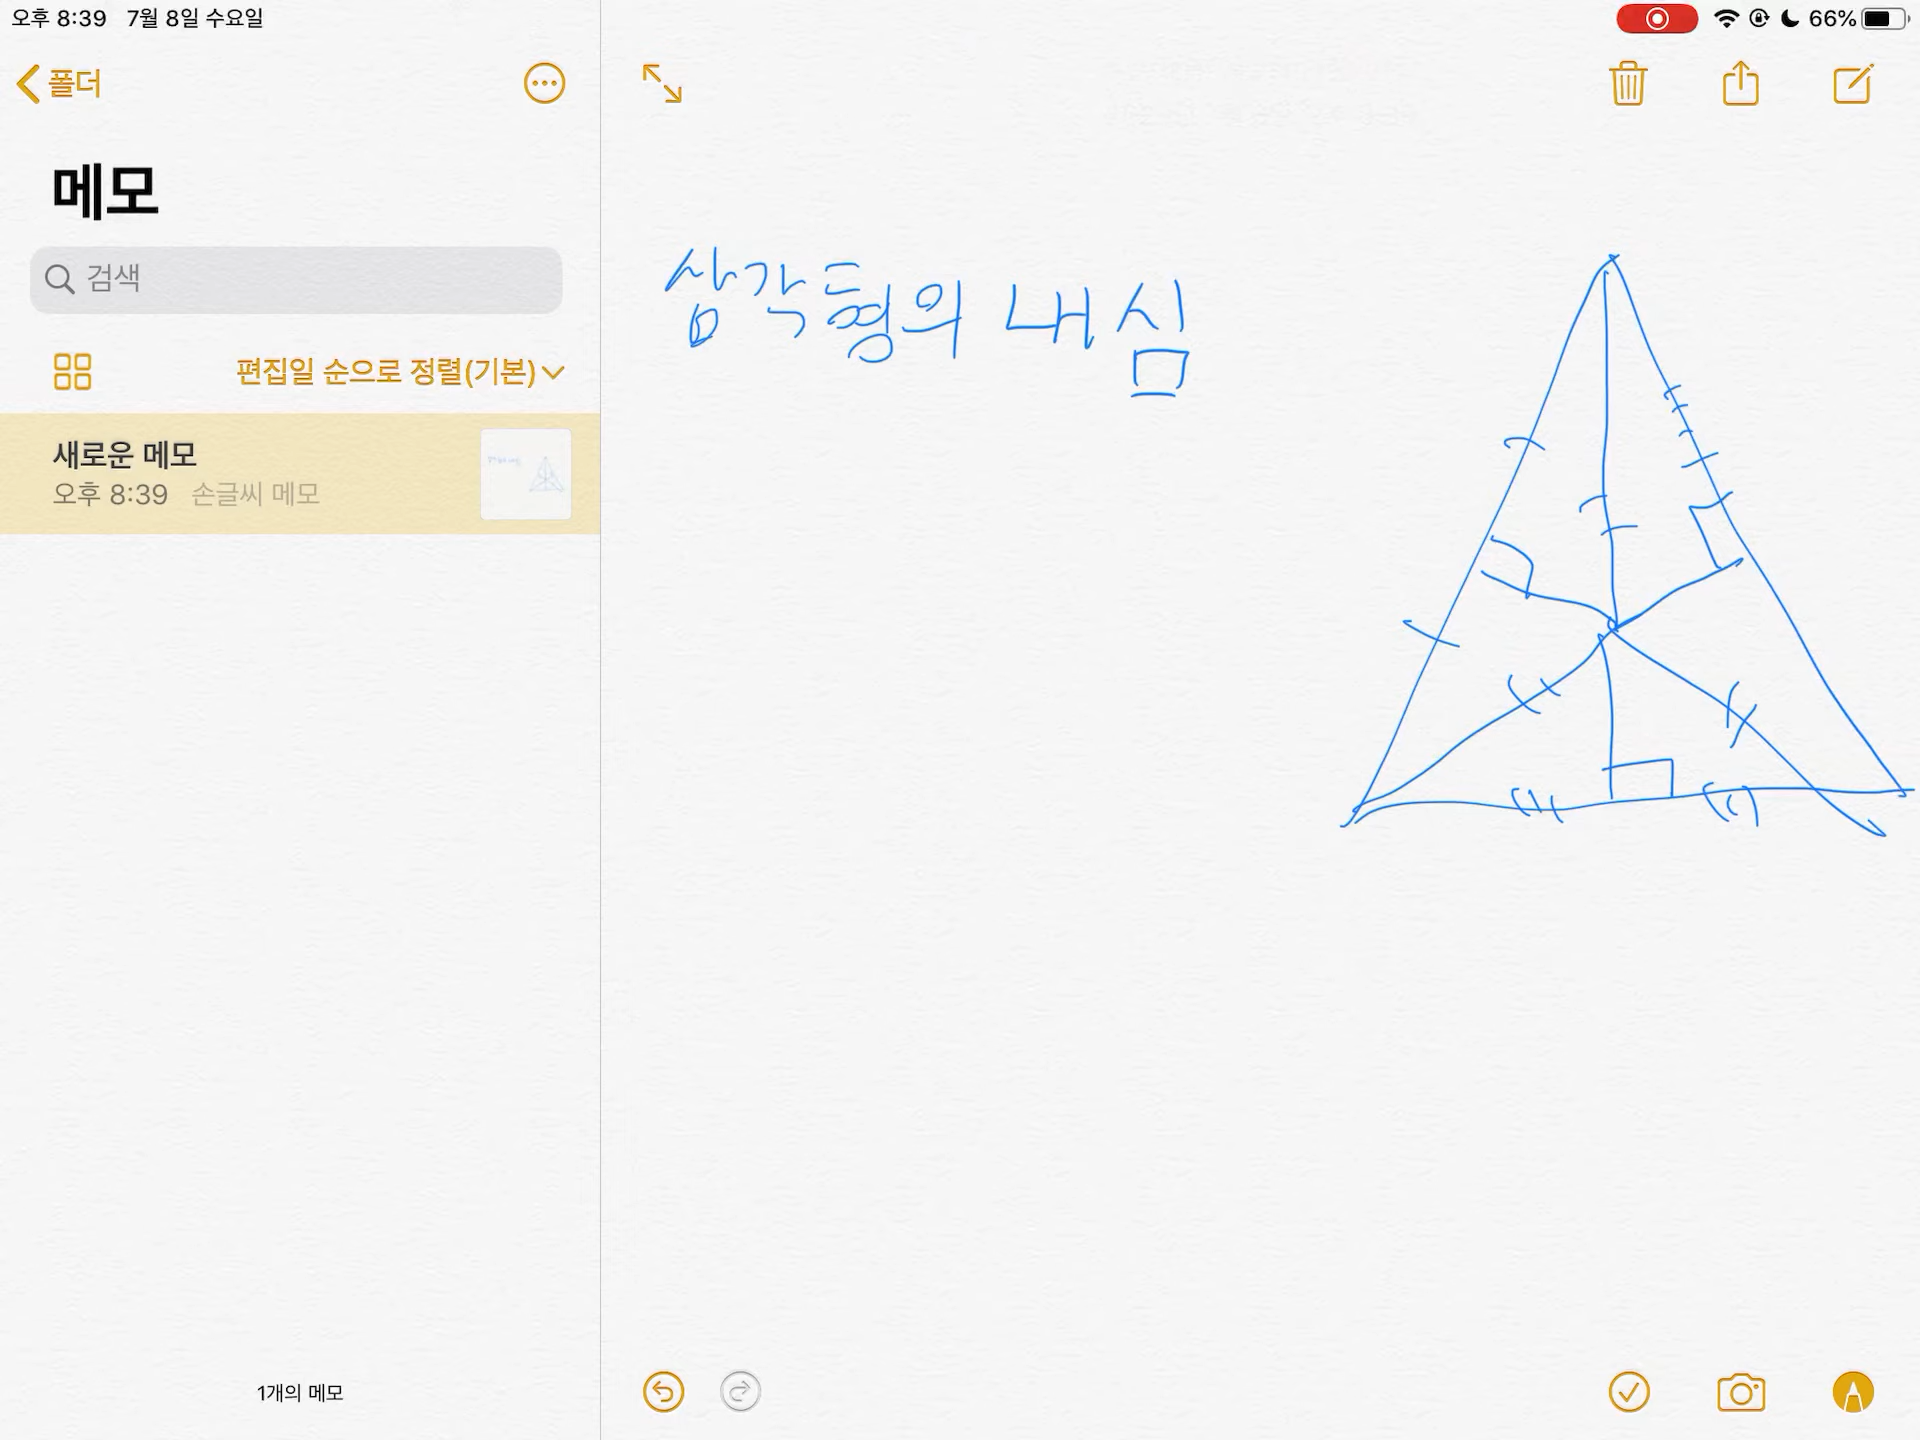 오후 8:39 7월 8일 수요일
66%
폴더
메모
검색
편집일 순으로 정렬(기본)
새로운 메모
오후 8:39 손글씨 메모
삼각형의 내심
1개의 메모